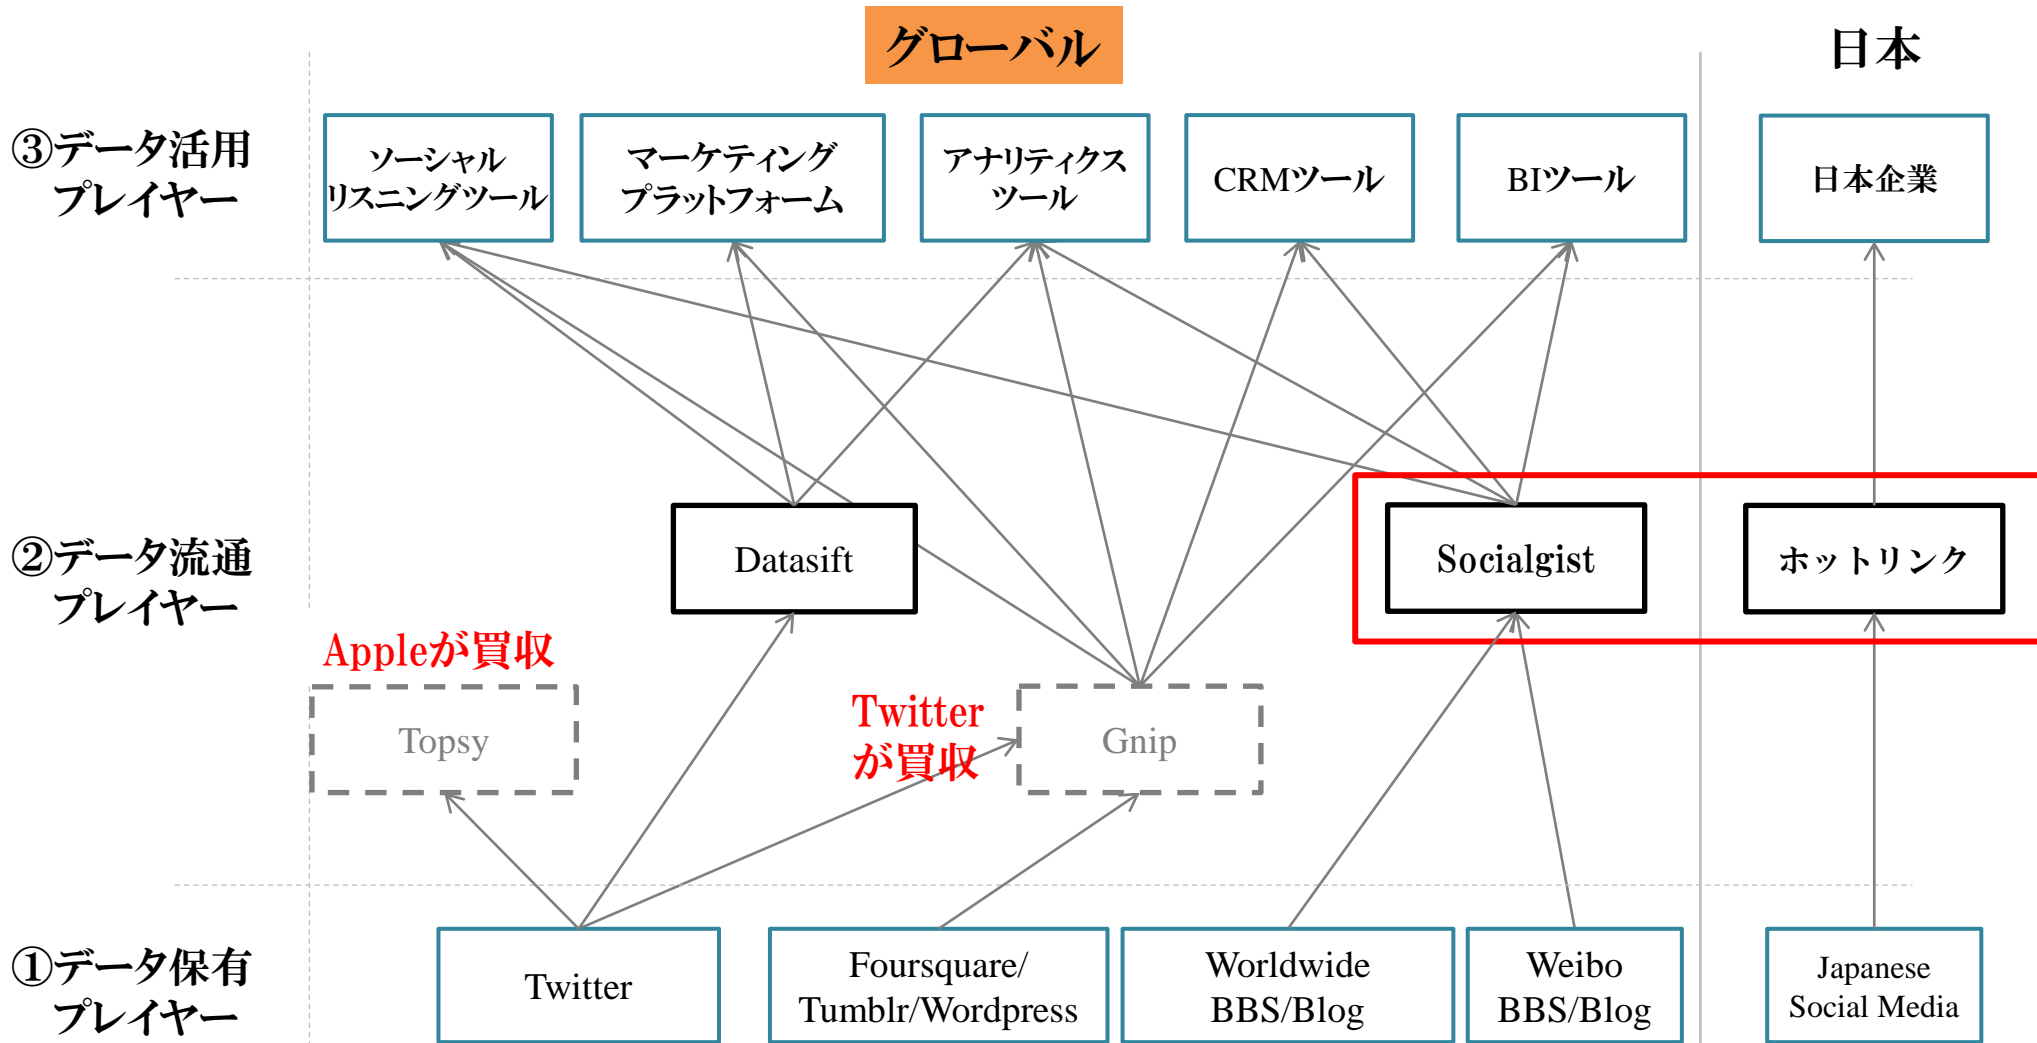 グローバル
日本
③データ活用
プレイヤー
ソーシャル
リスニングツール
マーケティング
プラットフォーム
アナリティクス
ツール
CRMツール
BIツール
日本企業
②データ流通
プレイヤー
Datasift
Socialgist
ホットリンク
Appleが買収
Topsy
Twitter
が買収
Gnip
①データ保有
プレイヤー
Twitter
Foursquare/
Tumblr/Wordpress
Worldwide
BBS/Blog
Weibo
BBS/Blog
Japanese
Social Media